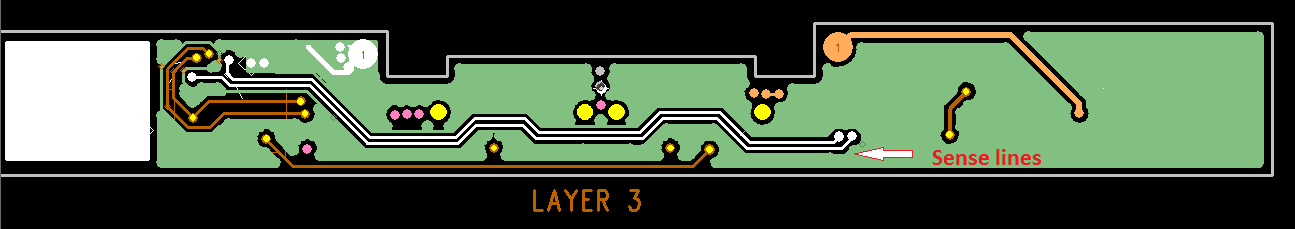 1
1
Sense lines
LAYER 3